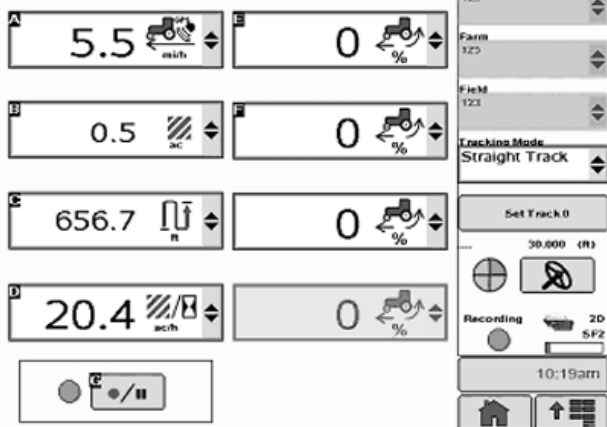 A
5.5
GPS
mi/h
E
0
%
B
0.5
ac
F
0
%
C
656.7
ft
0
%
D
20.4
ac/h
0
%
G
Farm
125
Field
123
Tracking Mode
Straight Track
Set Track 0
---
30.000 (ft)
Recording
2D
SF2
10:19am